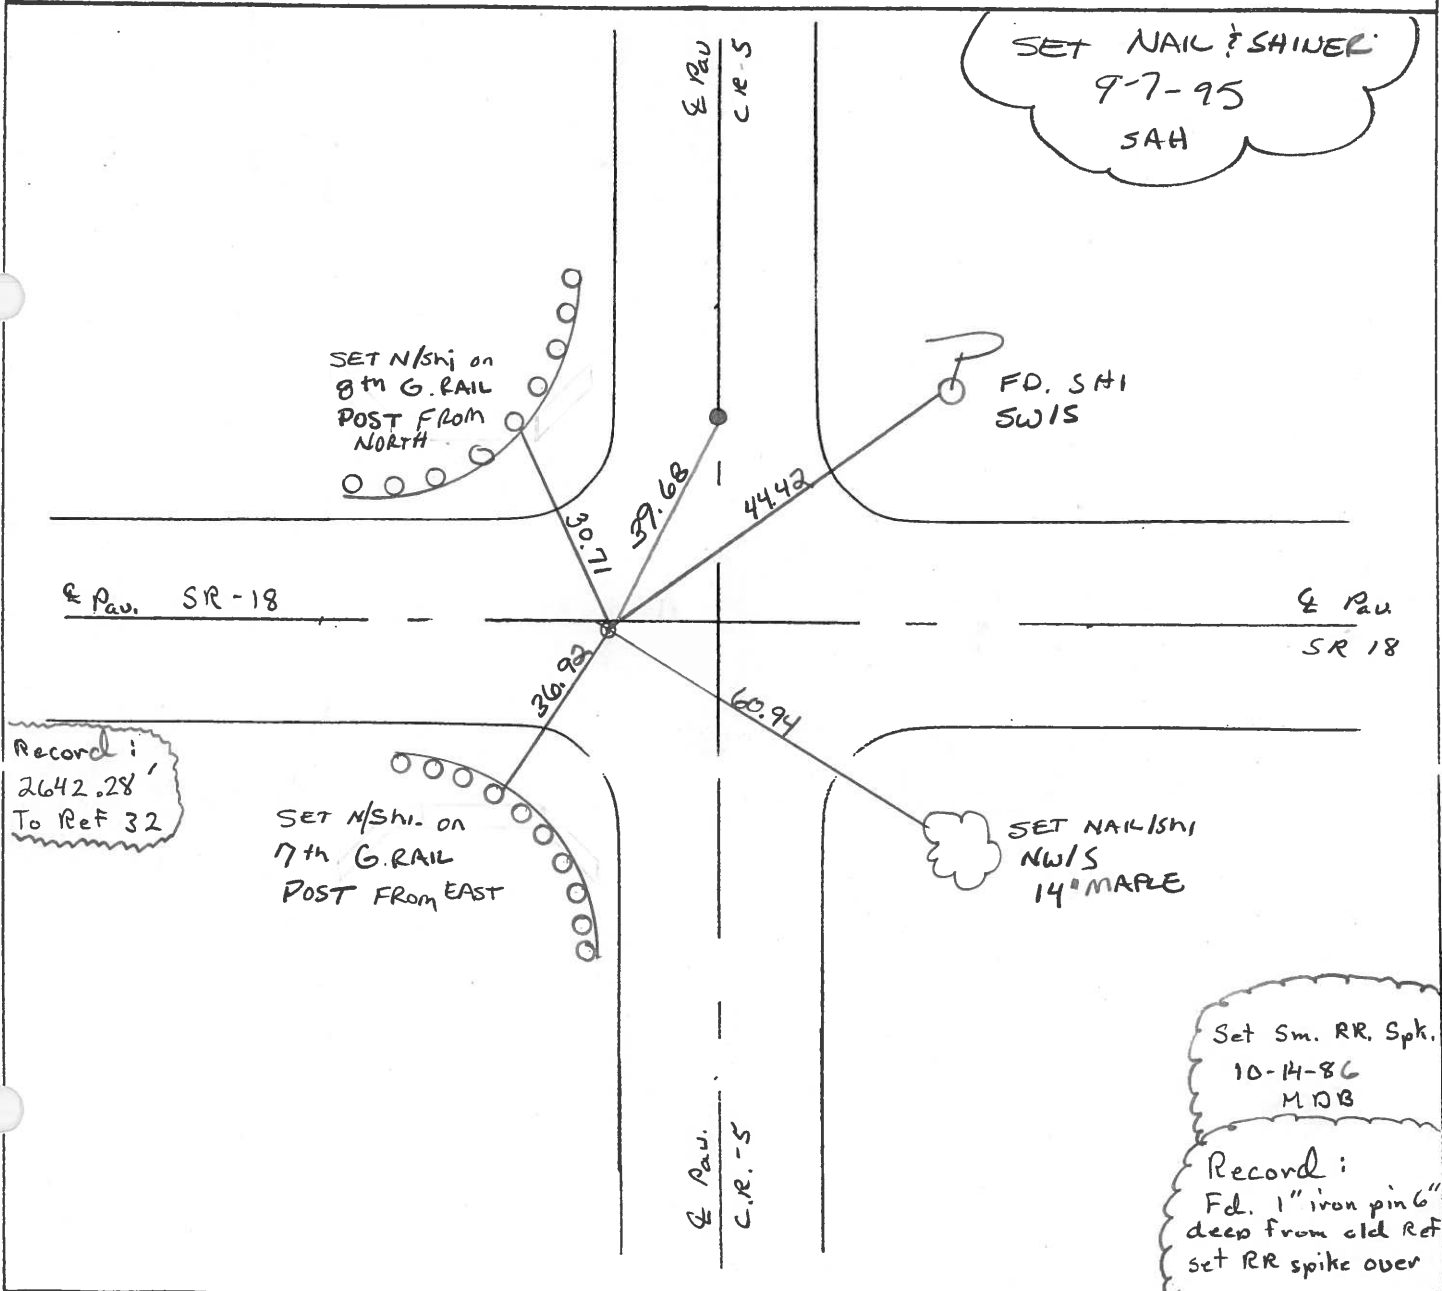 SET NAIL & SHINER
9-7-95
SAH
℄ Pav
CR-5
SET N/Shi on
8th G. RAIL
POST FROM
NORTH
FD. SHI
SW/S
30.71
39.68
44.42
℄ Pav. SR-18
℄ Pav.
SR 18
36.92
60.94
Record:
2642.28'
To Ref 32
SET N/Shi. on
7th G. RAIL
POST FROM EAST
SET NAIL/Shi
NW/S
14" MAPLE
Set Sm. RR. Spk.
10-14-86
MDB
℄ Pav.
C.R.-5
Record:
Fd. 1" iron pin 6"
deep from old Ref
set RR spike over